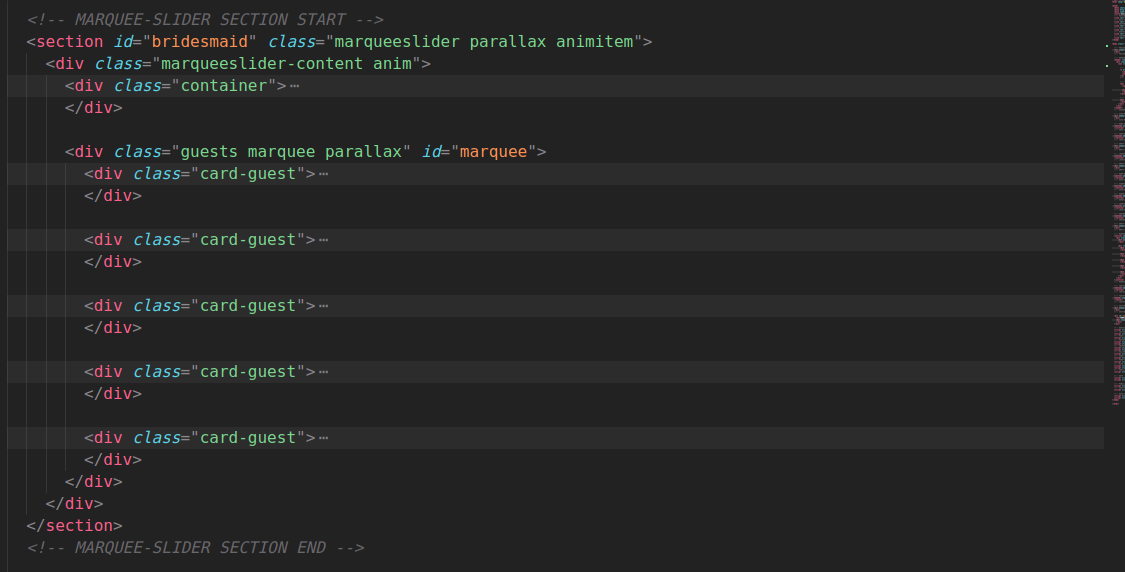 <!-- MARQUEE-SLIDER SECTION START -->
<section id="bridesmaid" class="marqueeslider parallax animitem">
<div class="marqueeslider-content anim">
<div class="container">⋯
</div>
<div class="guests marquee parallax" id="marquee">
<div class="card-guest">⋯
</div>
<div class="card-guest">⋯
</div>
<div class="card-guest">⋯
</div>
<div class="card-guest">⋯
</div>
<div class="card-guest">⋯
</div>
</div>
</div>
</section>
<!-- MARQUEE-SLIDER SECTION END -->